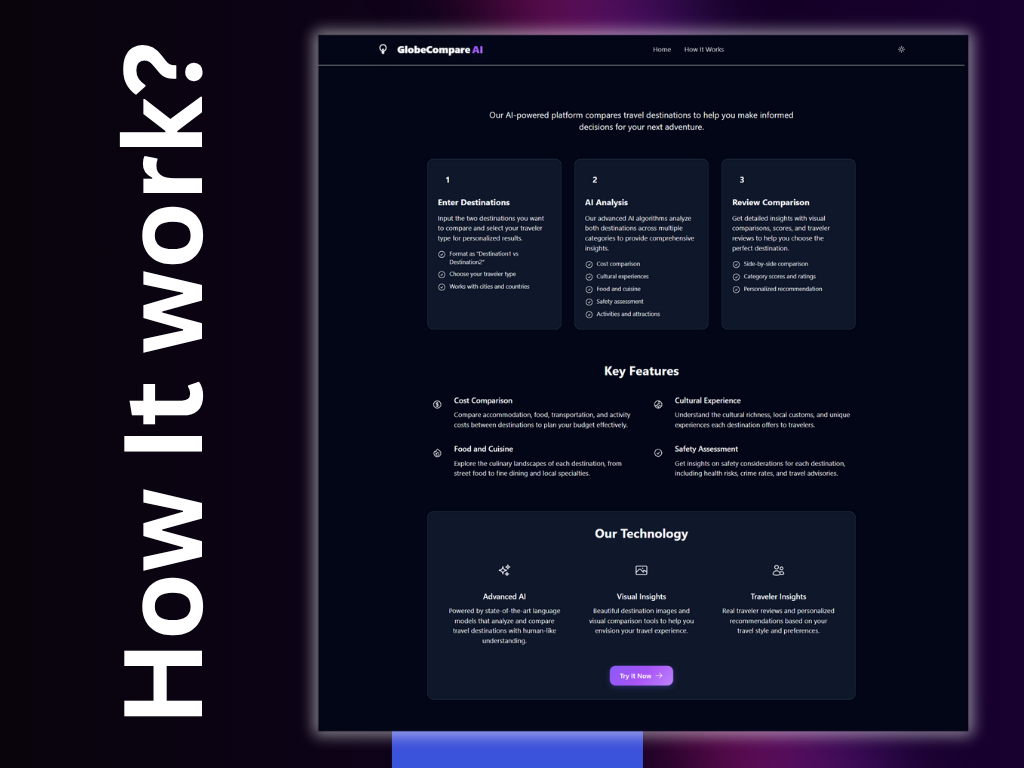 How It work?
GlobeCompare AI
Home
How It Works
Our AI-powered platform compares travel destinations to help you make informed
decisions for your next adventure.
1
Enter Destinations
Input the two destinations you want
to compare and select your traveler
type for personalized results.
Format as "Destination1 vs
Destination2"
Choose your traveler type
Works with cities and countries
2
AI Analysis
Our advanced AI algorithms analyze
both destinations across multiple
categories to provide comprehensive
insights.
Cost comparison
Cultural experiences
Food and cuisine
Safety assessment
Activities and attractions
3
Review Comparison
Get detailed insights with visual
comparisons, scores, and traveler
reviews to help you choose the
perfect destination.
Side-by-side comparison
Category scores and ratings
Personalized recommendation
Key Features
Cost Comparison
Compare accommodation, food, transportation, and activity
costs between destinations to plan your budget effectively.
Cultural Experience
Understand the cultural richness, local customs, and unique
experiences each destination offers to travelers.
Food and Cuisine
Explore the culinary landscapes of each destination, from
street food to fine dining and local specialties.
Safety Assessment
Get insights on safety considerations for each destination,
including health risks, crime rates, and travel advisories.
Our Technology
Advanced AI
Powered by state-of-the-art language
models that analyze and compare
travel destinations with human-like
understanding.
Visual Insights
Beautiful destination images and
visual comparison tools to help you
envision your travel experience.
Traveler Insights
Real traveler reviews and personalized
recommendations based on your
travel style and preferences.
Try It Now →